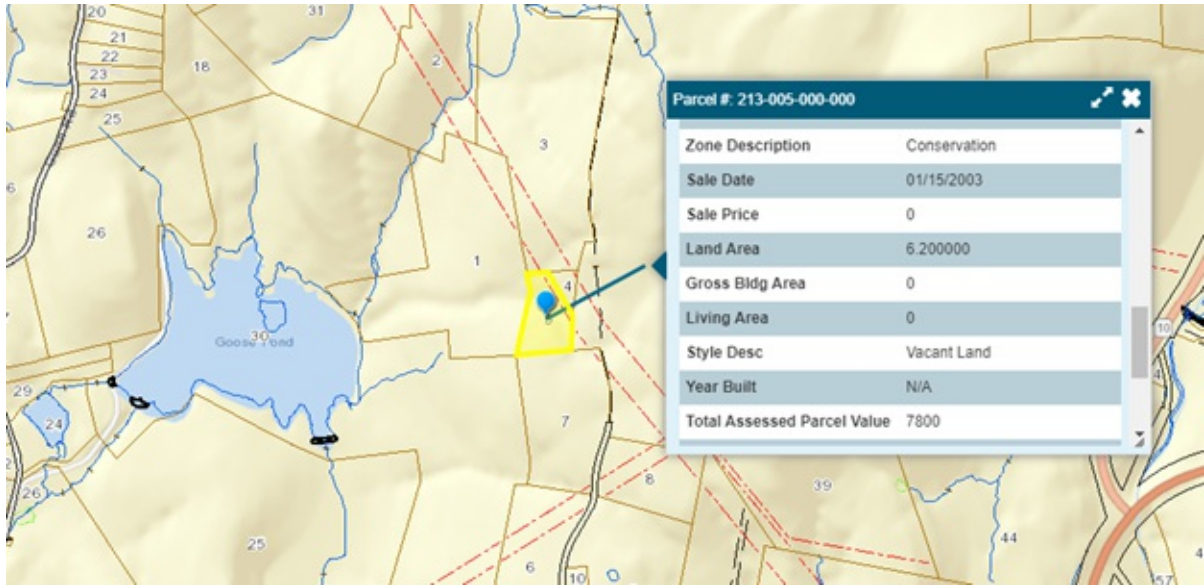 20
31
21
22
18
2
23
24
25
3
26
1
4
Goose Pond
30
29
24
7
26
8
39
25
44
6
10
57
10
Parcel #: 213-005-000-000
Zone Description Conservation
Sale Date 01/15/2003
Sale Price 0
Land Area 6.200000
Gross Bldg Area 0
Living Area 0
Style Desc Vacant Land
Year Built N/A
Total Assessed Parcel Value 7800